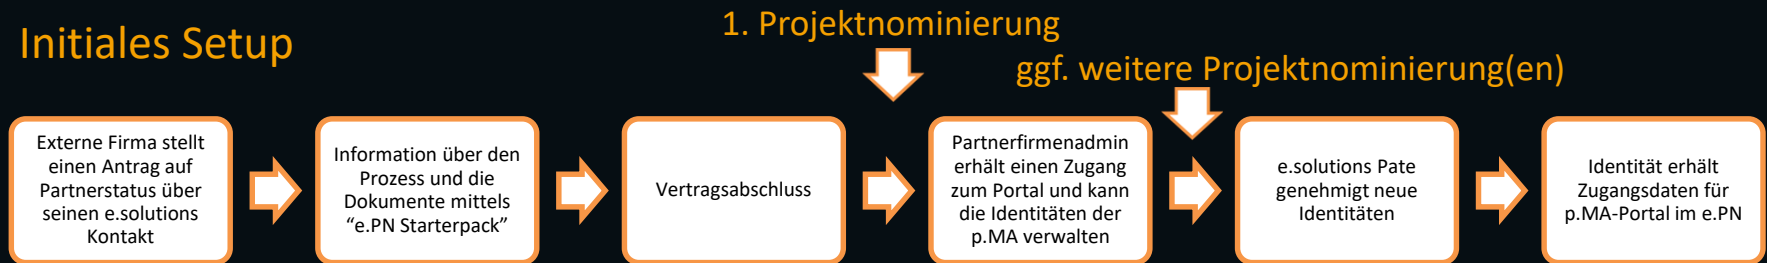 Initiales Setup
1. Projektnominierung
ggf. weitere Projektnominierung(en)
Externe Firma stellt
einen Antrag auf
Partnerstatus über
seinen e.solutions
Kontakt
Information über den
Prozess und die
Dokumente mittels
“e.PN Starterpack”
Vertragsabschluss
Partnerfirmenadmin
erhält einen Zugang
zum Portal und kann
die Identitäten der
p.MA verwalten
e.solutions Pate
genehmigt neue
Identitäten
Identität erhält
Zugangsdaten für
p.MA-Portal im e.PN